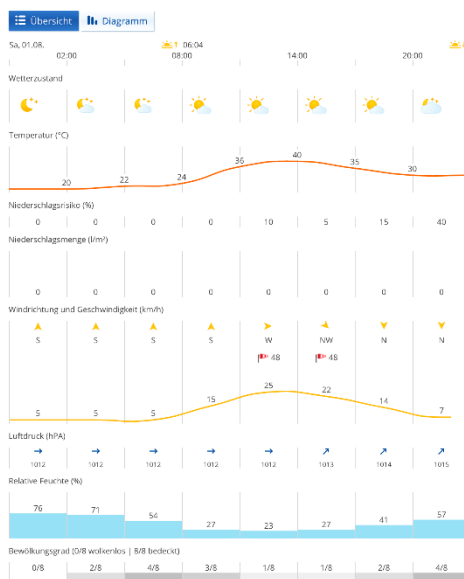 Übersicht Diagramm
Sa, 01.08. 1 06:04
02:00 08:00 14:00 20:00
Wetterzustand
Temperatur (°C)
20 22 24 36 40 35 30
Niederschlagsrisiko (%)
0 0 0 0 10 5 15 40
Niederschlagsmenge (l/m²)
0 0 0 0 0 0 0 0
Windrichtung und Geschwindigkeit (km/h)
S S S S W NW N N
48 48
5 5 5 15 25 22 14 7
Luftdruck (hPA)
1012 1012 1012 1012 1012 1013 1014 1015
Relative Feuchte (%)
76 71 54 27 23 27 41 57
Bewölkungsgrad (0/8 wolkenlos | 8/8 bedeckt)
0/8 2/8 4/8 3/8 1/8 1/8 2/8 4/8